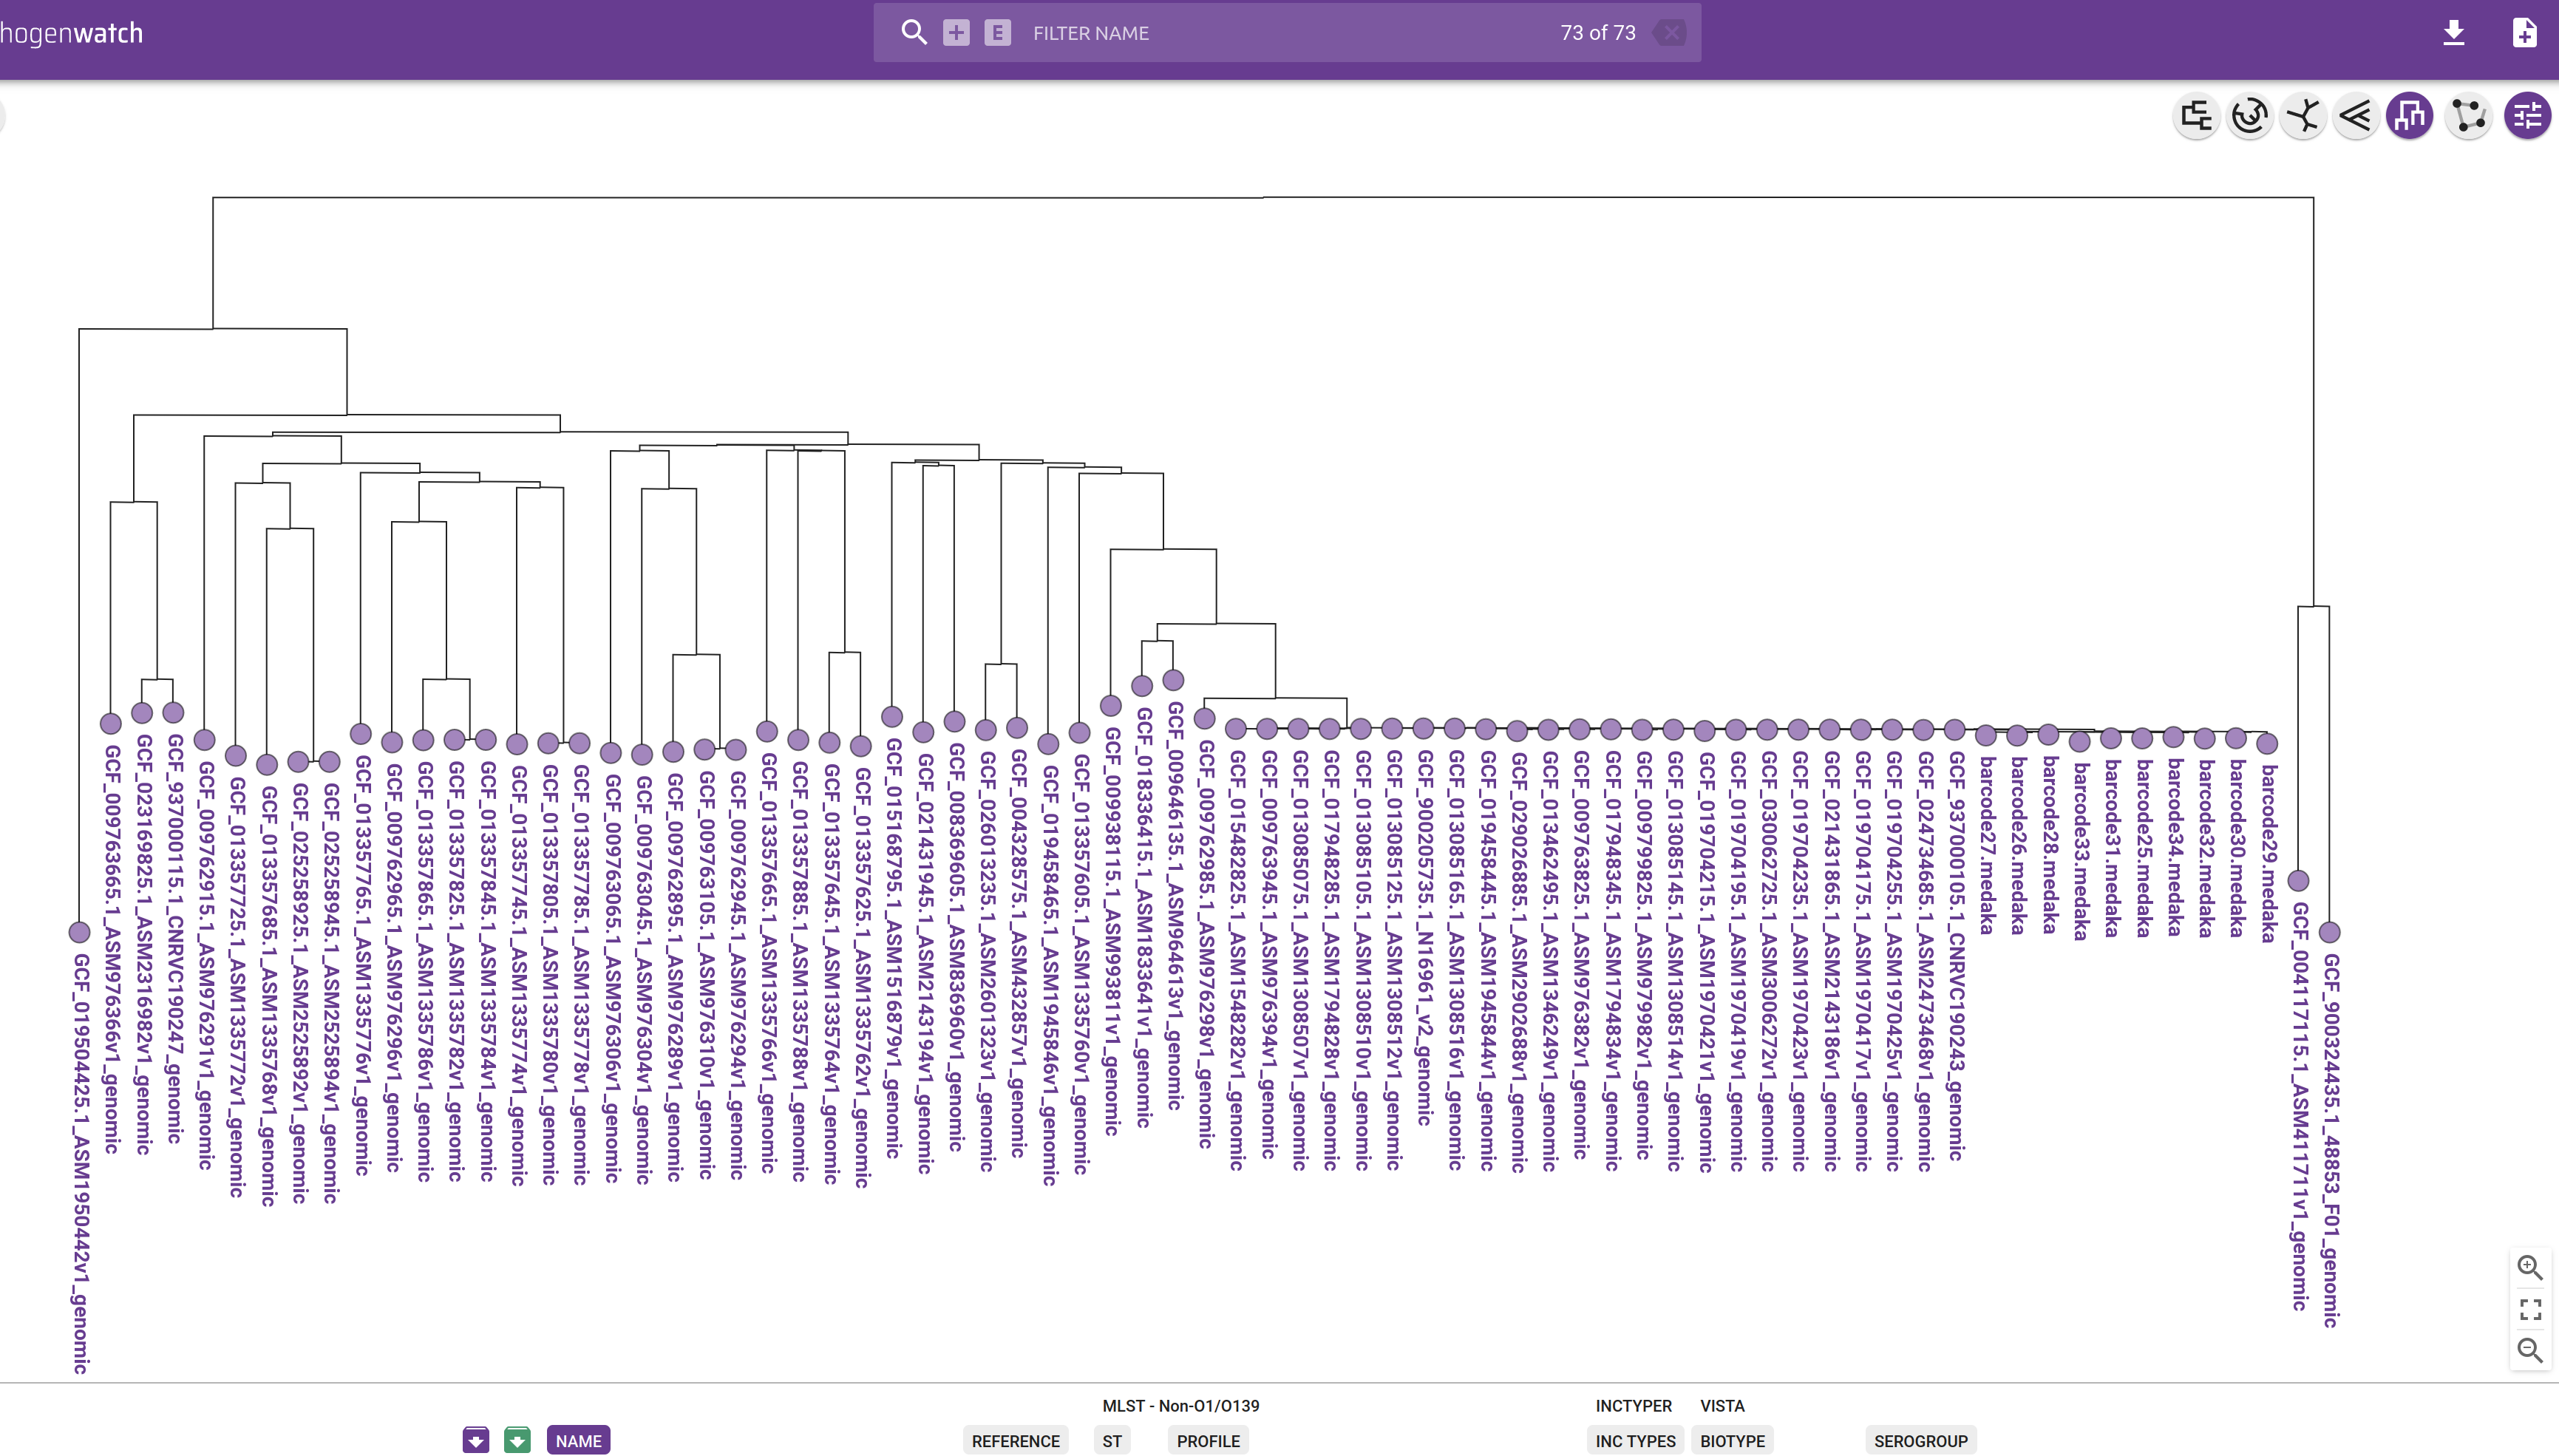 hogenwatch
E FILTER NAME 73 of 73
GCF_019504425.1_ASM1950442v1_genomic
GCF_009763665.1_ASM976366v1_genomic
GCF_023169825.1_ASM2316982v1_genomic
GCF_937000115.1_CNRVC190247_genomic
GCF_009762915.1_ASM976291v1_genomic
GCF_013357725.1_ASM1335772v1_genomic
GCF_013357685.1_ASM1335768v1_genomic
GCF_025258925.1_ASM2525892v1_genomic
GCF_025258945.1_ASM2525894v1_genomic
GCF_013357765.1_ASM1335776v1_genomic
GCF_009762965.1_ASM976296v1_genomic
GCF_013357865.1_ASM1335786v1_genomic
GCF_013357825.1_ASM1335782v1_genomic
GCF_013357845.1_ASM1335784v1_genomic
GCF_013357745.1_ASM1335774v1_genomic
GCF_013357805.1_ASM1335780v1_genomic
GCF_013357785.1_ASM1335778v1_genomic
GCF_009763065.1_ASM976306v1_genomic
GCF_009763045.1_ASM976304v1_genomic
GCF_009762895.1_ASM976289v1_genomic
GCF_009763105.1_ASM976310v1_genomic
GCF_009762945.1_ASM976294v1_genomic
GCF_013357665.1_ASM1335766v1_genomic
GCF_013357885.1_ASM1335788v1_genomic
GCF_013357645.1_ASM1335764v1_genomic
GCF_013357625.1_ASM1335762v1_genomic
GCF_015168795.1_ASM1516879v1_genomic
GCF_021431945.1_ASM2143194v1_genomic
GCF_008369605.1_ASM836960v1_genomic
GCF_026013235.1_ASM2601323v1_genomic
GCF_004328575.1_ASM432857v1_genomic
GCF_019458465.1_ASM1945846v1_genomic
GCF_013357605.1_ASM1335760v1_genomic
GCF_009938115.1_ASM993811v1_genomic
GCF_018336415.1_ASM1833641v1_genomic
GCF_009646135.1_ASM964613v1_genomic
GCF_009762985.1_ASM976298v1_genomic
GCF_015482825.1_ASM1548282v1_genomic
GCF_009763945.1_ASM976394v1_genomic
GCF_013085075.1_ASM1308507v1_genomic
GCF_017948285.1_ASM1794828v1_genomic
GCF_013085105.1_ASM1308510v1_genomic
GCF_013085125.1_ASM1308512v1_genomic
GCF_900205735.1_N16961_v2_genomic
GCF_013085165.1_ASM1308516v1_genomic
GCF_019458445.1_ASM1945844v1_genomic
GCF_029026885.1_ASM2902688v1_genomic
GCF_013462495.1_ASM1346249v1_genomic
GCF_009763825.1_ASM976382v1_genomic
GCF_017948345.1_ASM1794834v1_genomic
GCF_009799825.1_ASM979982v1_genomic
GCF_013085145.1_ASM1308514v1_genomic
GCF_019704215.1_ASM1970421v1_genomic
GCF_019704195.1_ASM1970419v1_genomic
GCF_030062725.1_ASM3006272v1_genomic
GCF_019704235.1_ASM1970423v1_genomic
GCF_021431865.1_ASM2143186v1_genomic
GCF_019704175.1_ASM1970417v1_genomic
GCF_019704255.1_ASM1970425v1_genomic
GCF_024734685.1_ASM2473468v1_genomic
GCF_937000105.1_CNRVC190243_genomic
barcode27.medaka
barcode26.medaka
barcode28.medaka
barcode33.medaka
barcode31.medaka
barcode25.medaka
barcode34.medaka
barcode32.medaka
barcode30.medaka
barcode29.medaka
GCF_004117115.1_ASM411711v1_genomic
GCF_900324435.1_48853_F01_genomic
MLST - Non-O1/O139 INCTYPER VISTA
NAME REFERENCE ST PROFILE INC TYPES BIOTYPE SEROGROUP